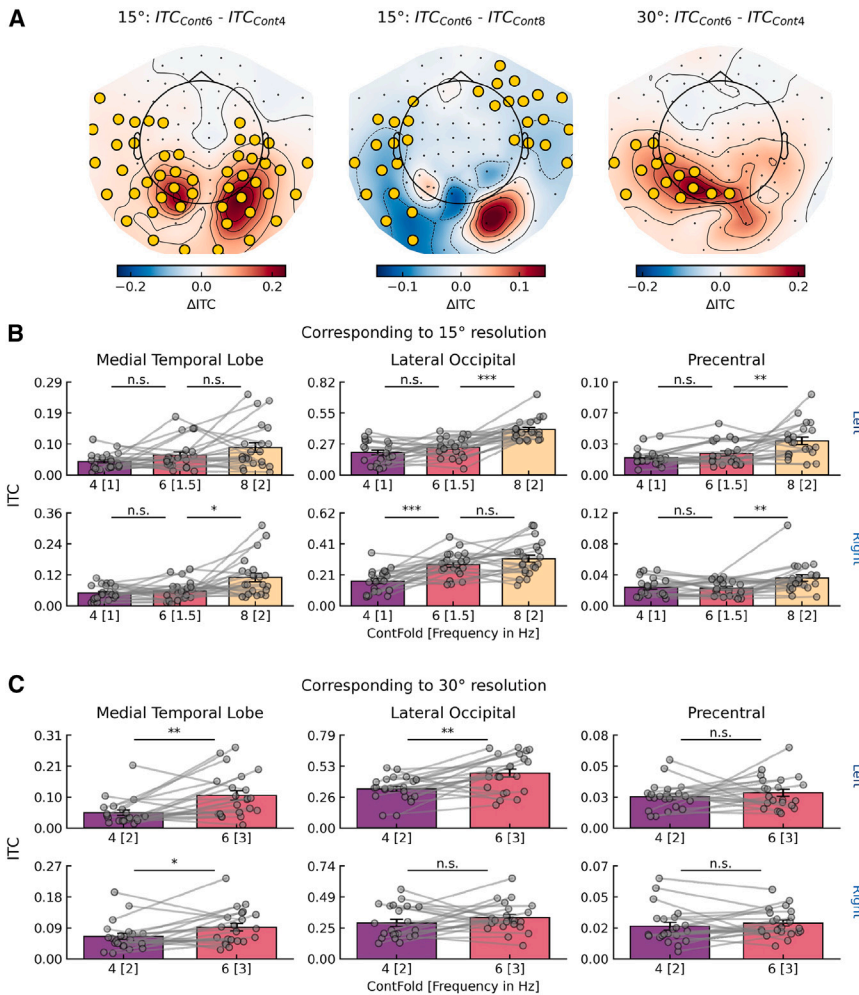 A
15°: ITC_Cont6 - ITC_Cont4
15°: ITC_Cont6 - ITC_Cont8
30°: ITC_Cont6 - ITC_Cont4
−0.2 0.0 0.2
−0.1 0.0 0.1
−0.2 0.0 0.2
ΔITC
ΔITC
ΔITC
B
Corresponding to 15° resolution
Medial Temporal Lobe
Lateral Occipital
Precentral
0.29
0.19
0.10
0.00
n.s. n.s.
4 [1] 6 [1.5] 8 [2]
0.82
0.55
0.27
0.00
n.s. ***
4 [1] 6 [1.5] 8 [2]
0.10
0.07
0.03
0.00
n.s. **
4 [1] 6 [1.5] 8 [2]
Left
ITC
0.36
0.24
0.12
0.00
n.s. *
4 [1] 6 [1.5] 8 [2]
0.62
0.41
0.21
0.00
*** n.s.
4 [1] 6 [1.5] 8 [2]
0.12
0.08
0.04
0.00
n.s. **
4 [1] 6 [1.5] 8 [2]
Right
ContFold [Frequency in Hz]
C
Corresponding to 30° resolution
Medial Temporal Lobe
Lateral Occipital
Precentral
0.31
0.21
0.10
0.00
**
4 [2] 6 [3]
0.79
0.53
0.26
0.00
**
4 [2] 6 [3]
0.08
0.05
0.03
0.00
n.s.
4 [2] 6 [3]
Left
ITC
0.27
0.18
0.09
0.00
*
4 [2] 6 [3]
0.74
0.49
0.25
0.00
n.s.
4 [2] 6 [3]
0.07
0.05
0.02
0.00
n.s.
4 [2] 6 [3]
Right
ContFold [Frequency in Hz]